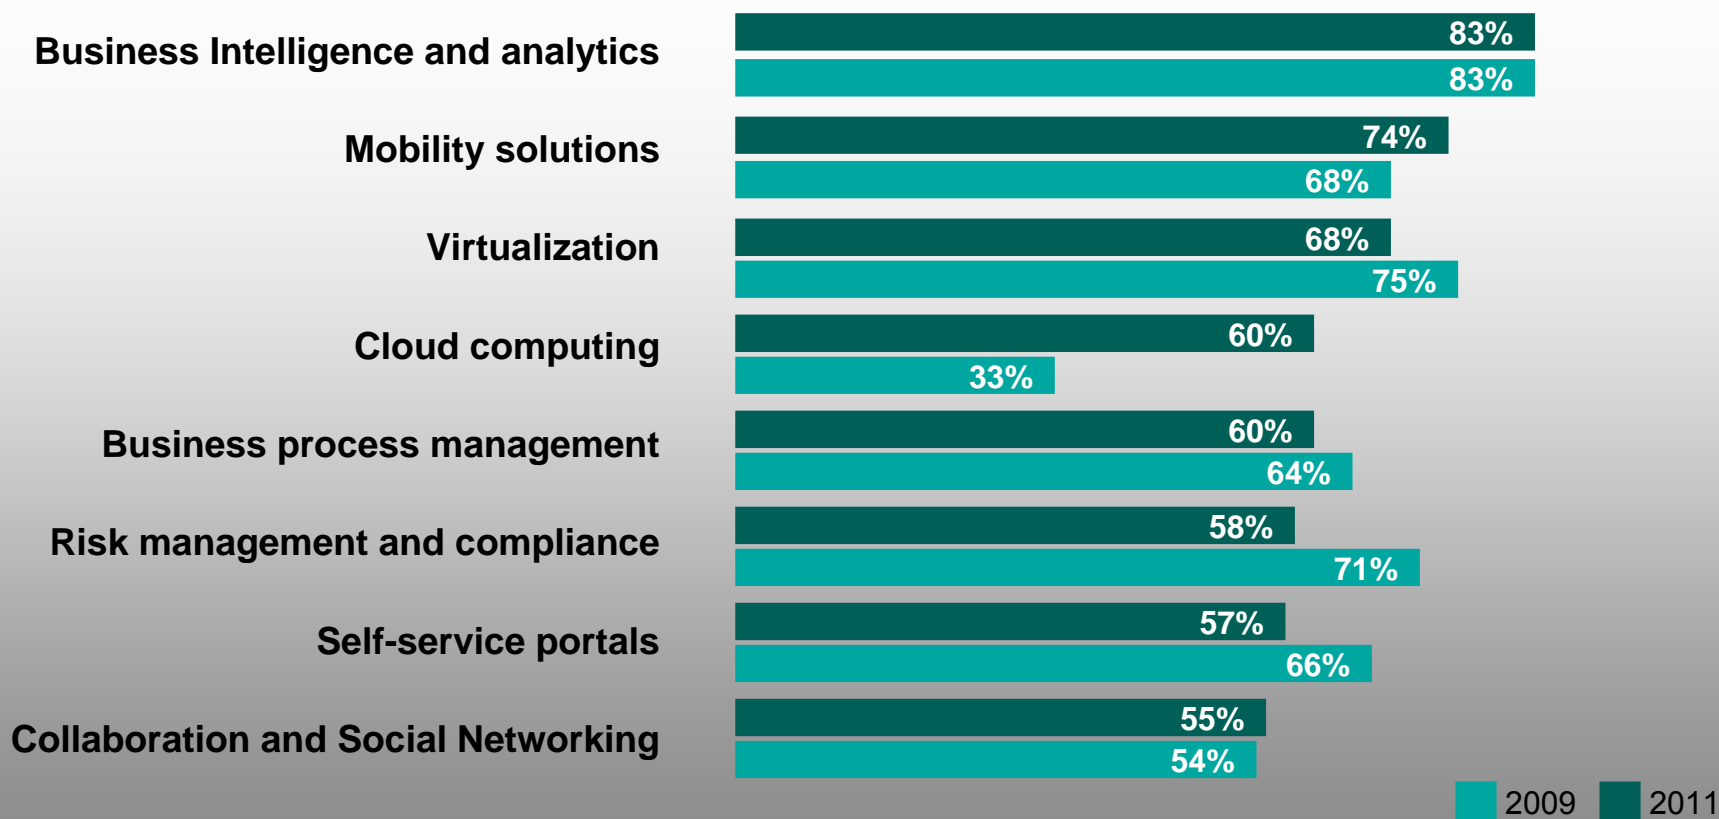 Business Intelligence and analytics
83%
83%
Mobility solutions
74%
68%
Virtualization
68%
75%
Cloud computing
60%
33%
Business process management
60%
64%
Risk management and compliance
58%
71%
Self-service portals
57%
66%
Collaboration and Social Networking
55%
54%
2009 2011